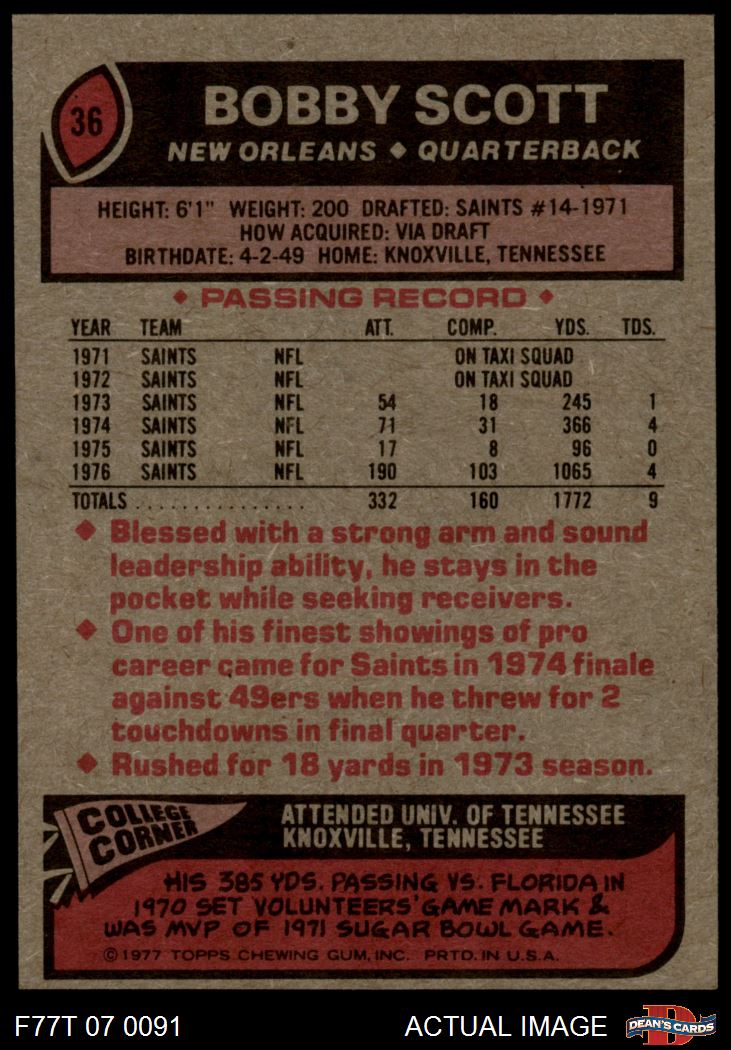 36
BOBBY SCOTT
NEW ORLEANS ♦ QUARTERBACK
HEIGHT: 6'1" WEIGHT: 200 DRAFTED: SAINTS #14-1971
HOW ACQUIRED: VIA DRAFT
BIRTHDATE: 4-2-49 HOME: KNOXVILLE, TENNESSEE
♦ PASSING RECORD ♦
YEAR TEAM ATT. COMP. YDS. TDS.
1971 SAINTS NFL ON TAXI SQUAD
1972 SAINTS NFL ON TAXI SQUAD
1973 SAINTS NFL 54 18 245 1
1974 SAINTS NFL 71 31 366 4
1975 SAINTS NFL 17 8 96 0
1976 SAINTS NFL 190 103 1065 4
TOTALS . . . . . . . . . . . . . . . 332 160 1772 9
♦ Blessed with a strong arm and sound
leadership ability, he stays in the
pocket while seeking receivers.
♦ One of his finest showings of pro
career came for Saints in 1974 finale
against 49ers when he threw for 2
touchdowns in final quarter.
♦ Rushed for 18 yards in 1973 season.
COLLEGE
CORNER
ATTENDED UNIV. OF TENNESSEE
KNOXVILLE, TENNESSEE
HIS 385 YDS. PASSING VS. FLORIDA IN
1970 SET VOLUNTEERS' GAME MARK &
WAS MVP OF 1971 SUGAR BOWL GAME.
©1977 TOPPS CHEWING GUM, INC. PRTD. IN U.S.A.
F77T 07 0091 ACTUAL IMAGE
D
DEAN'S CARDS